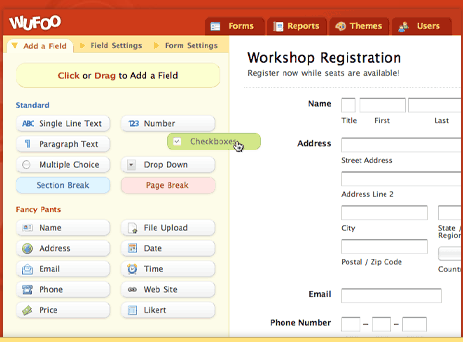 WUFOO
Forms
Reports
Themes
Users
Add a Field
Field Settings
Form Settings
Click or Drag to Add a Field
Standard
ABC Single Line Text
123 Number
Paragraph Text
Checkboxes
Multiple Choice
Drop Down
Section Break
Page Break
Fancy Pants
Name
File Upload
Address
Date
Email
Time
Phone
Web Site
Price
Likert
Workshop Registration
Register now while seats are available!
Name
Title First Last
Address
Street Address
Address Line 2
City State /
Region
Postal / Zip Code Count
Email
Phone Number – –